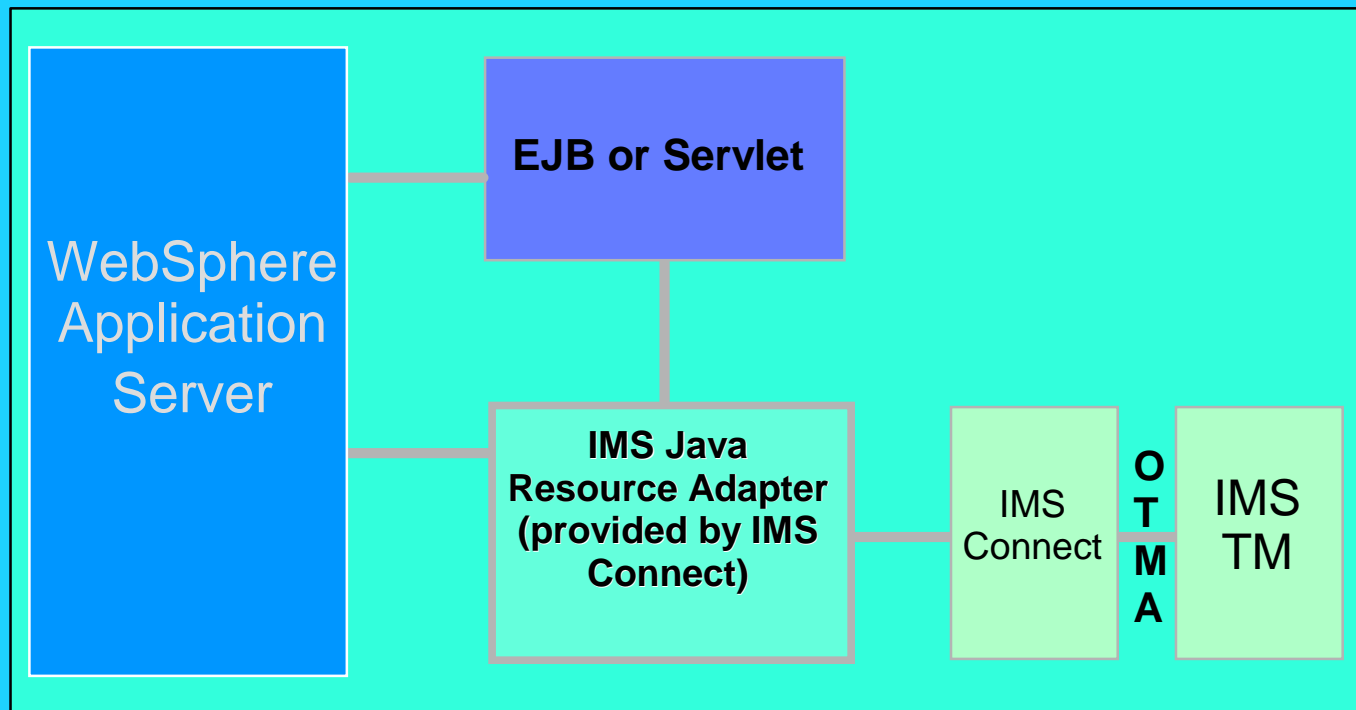 EJB or Servlet
WebSphere
Application
Server
IMS Java
Resource Adapter
(provided by IMS
Connect)
IMS
Connect
O
T
M
A
IMS
TM